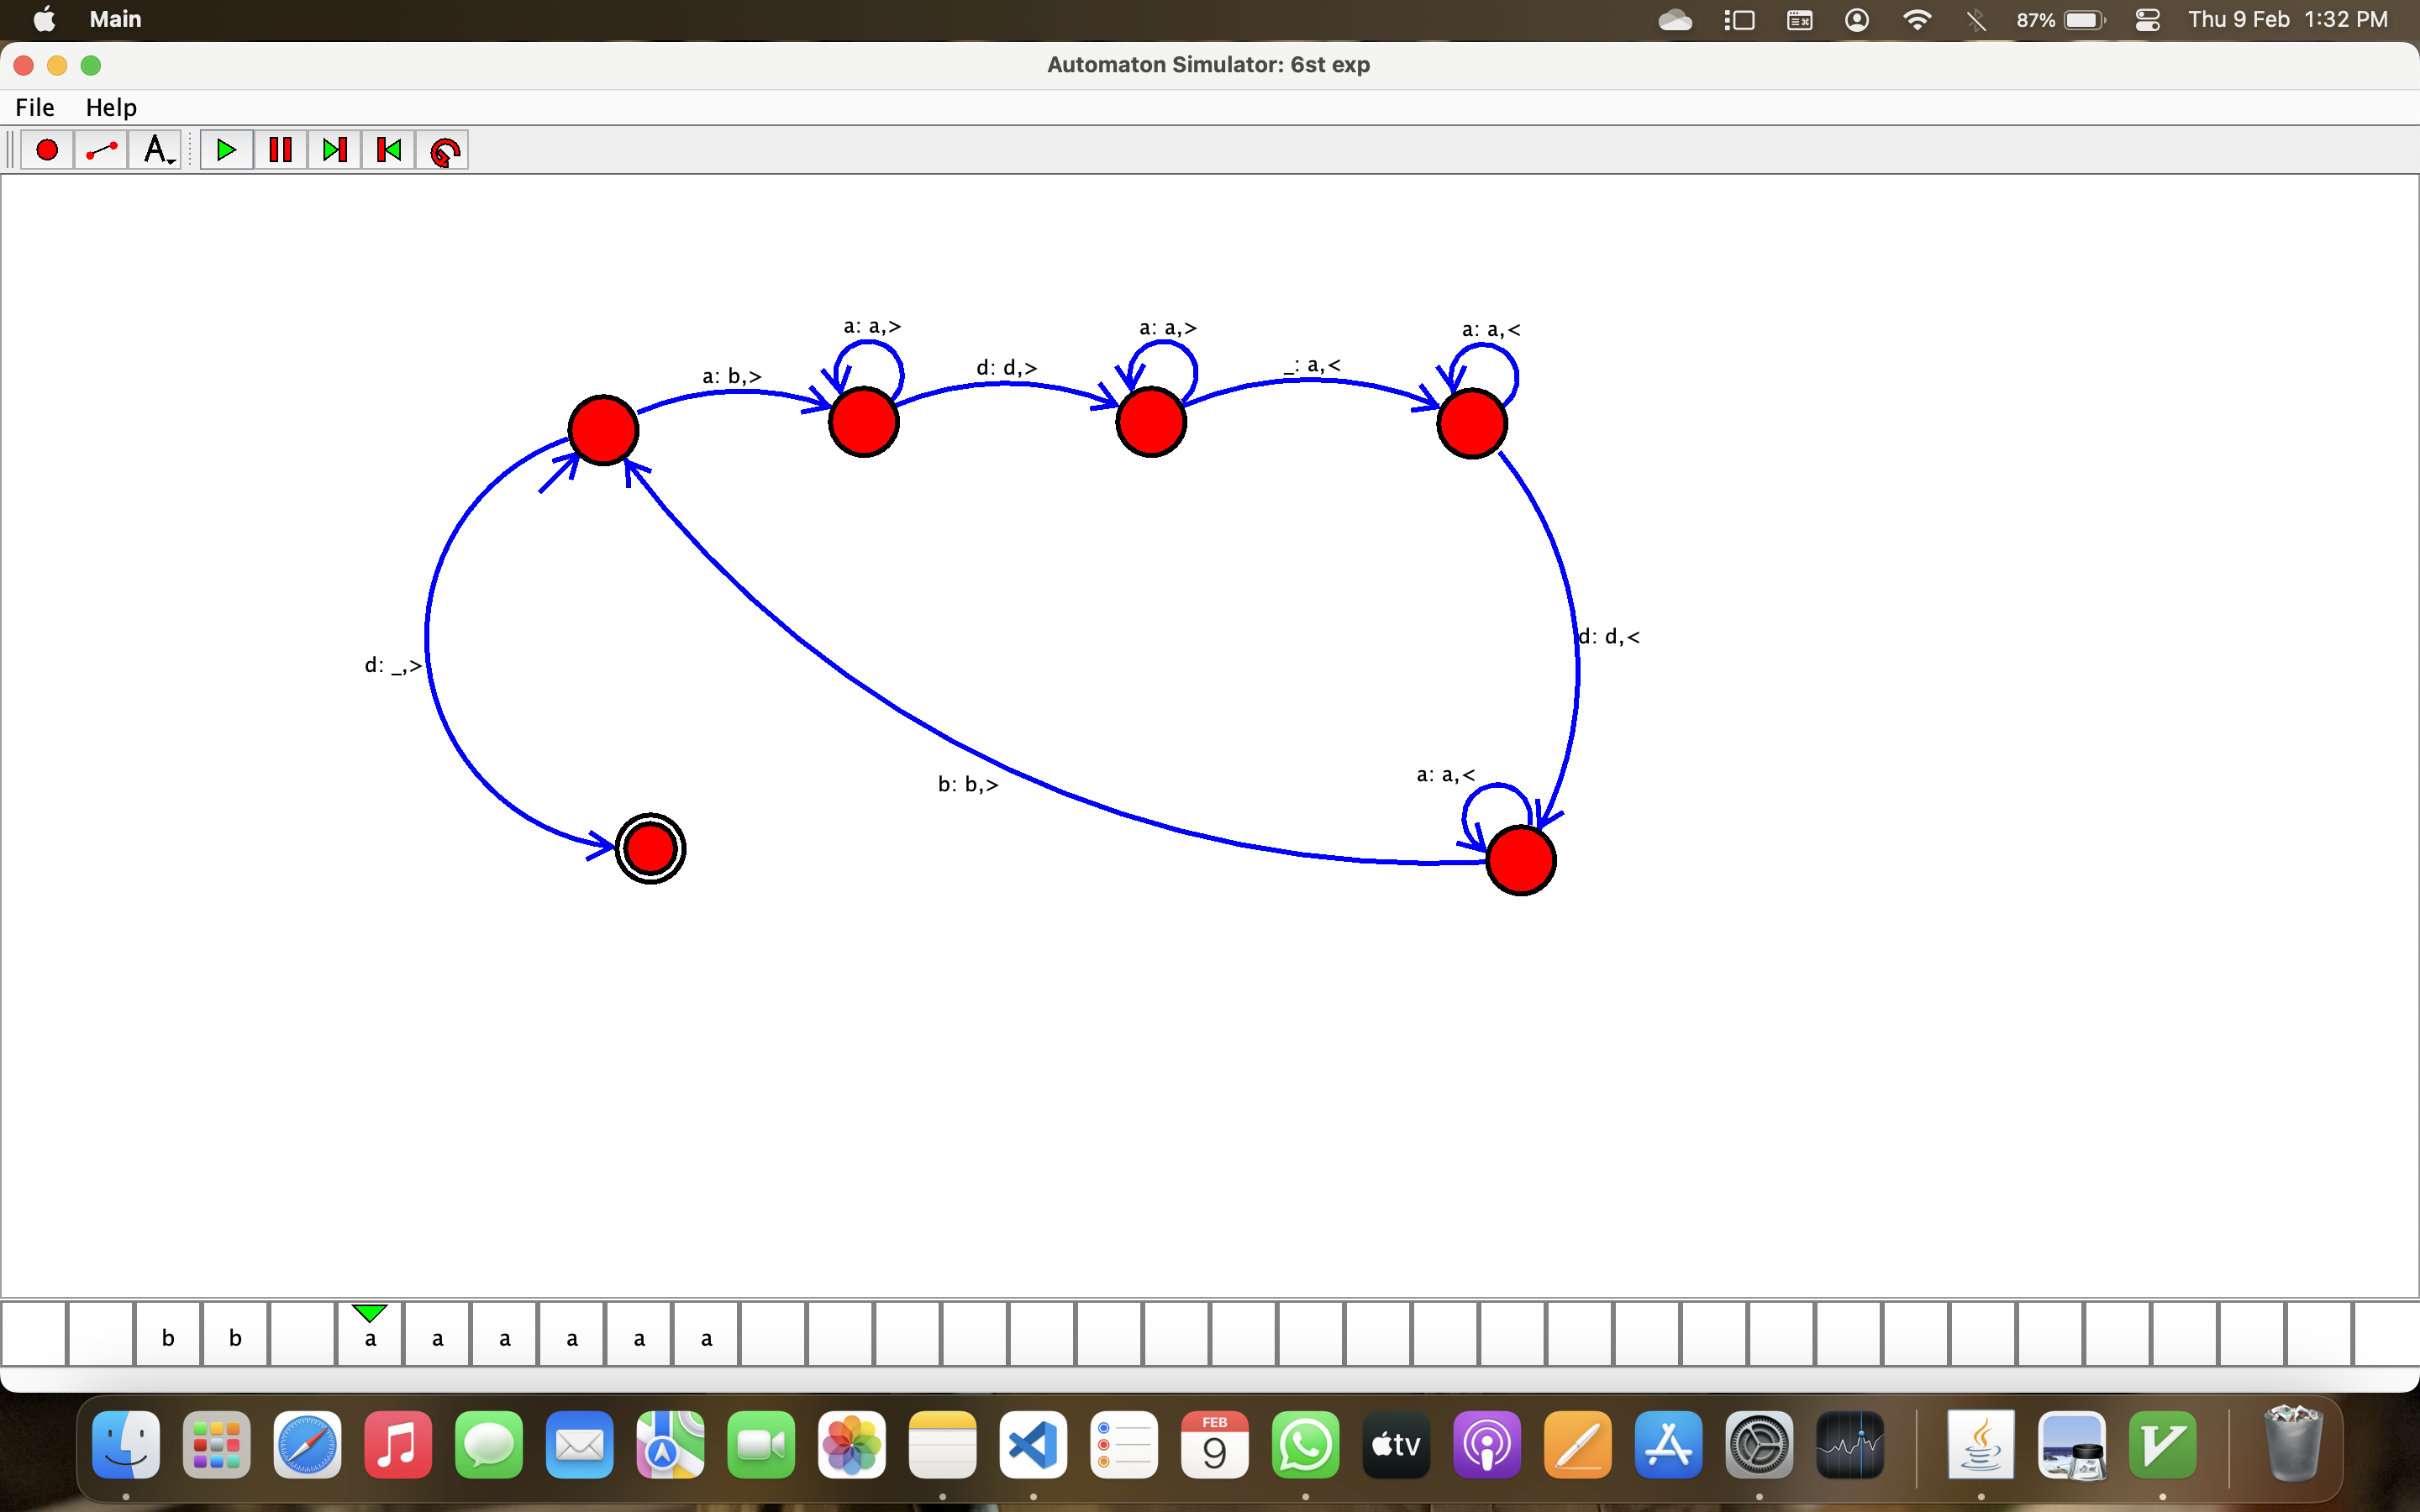 Main 87% Thu 9 Feb 1:32 PM
Automaton Simulator: 6st exp
File Help
A
a: a,> a: a,> a: a,<
a: b,> d: d,> _: a,<
d: d,<
d: _,>
a: a,<
b: b,>
b b a a a a a a
FEB
9
tv